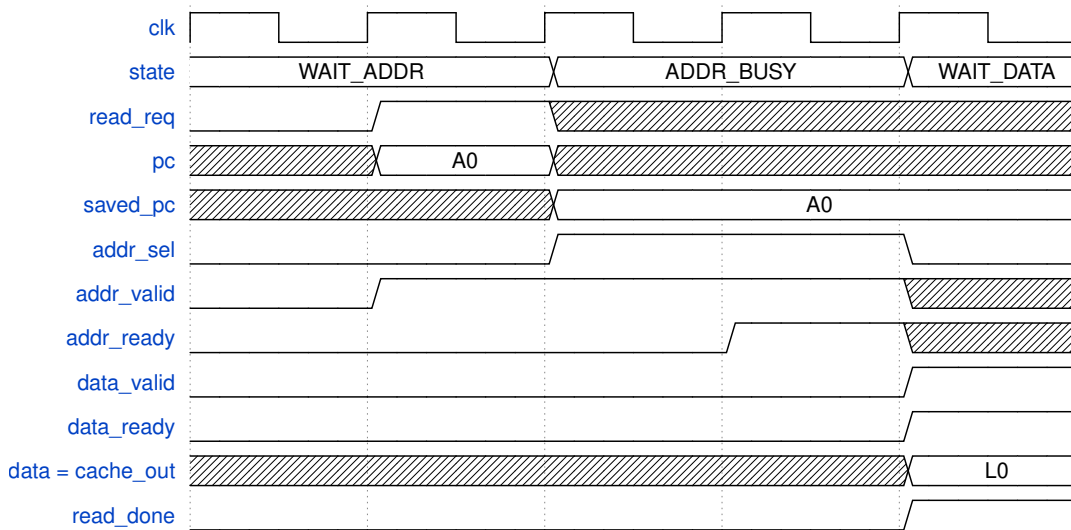 clk
state WAIT_ADDR ADDR_BUSY WAIT_DATA
read_req
pc A0
saved_pc A0
addr_sel
addr_valid
addr_ready
data_valid
data_ready
data = cache_out L0
read_done